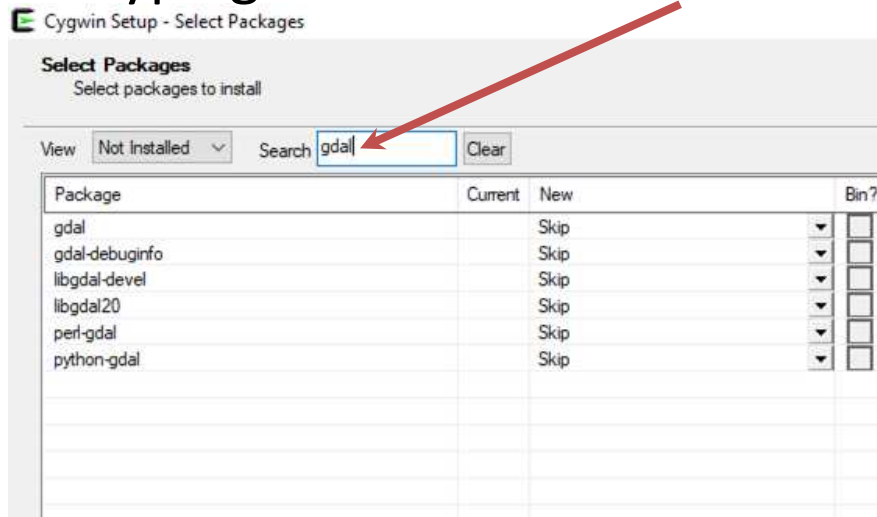 Cygwin Setup - Select Packages
Select Packages
Select packages to install
View Not Installed Search gdal Clear
Package Current New Bin?
gdal Skip
gdal-debuginfo Skip
libgdal-devel Skip
libgdal20 Skip
perl-gdal Skip
python-gdal Skip